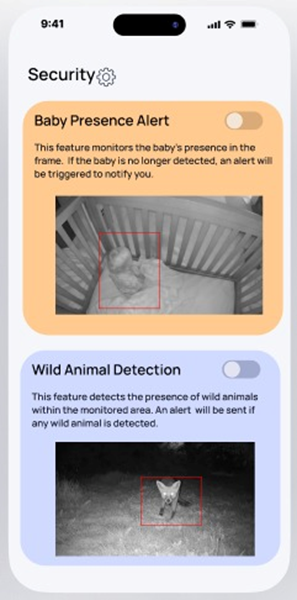 9:41
Security
Baby Presence Alert
This feature monitors the baby's presence in the
frame. If the baby is no longer detected, an alert will
be triggered to notify you.
Wild Animal Detection
This feature detects the presence of wild animals
within the monitored area. An alert will be sent if
any wild animal is detected.